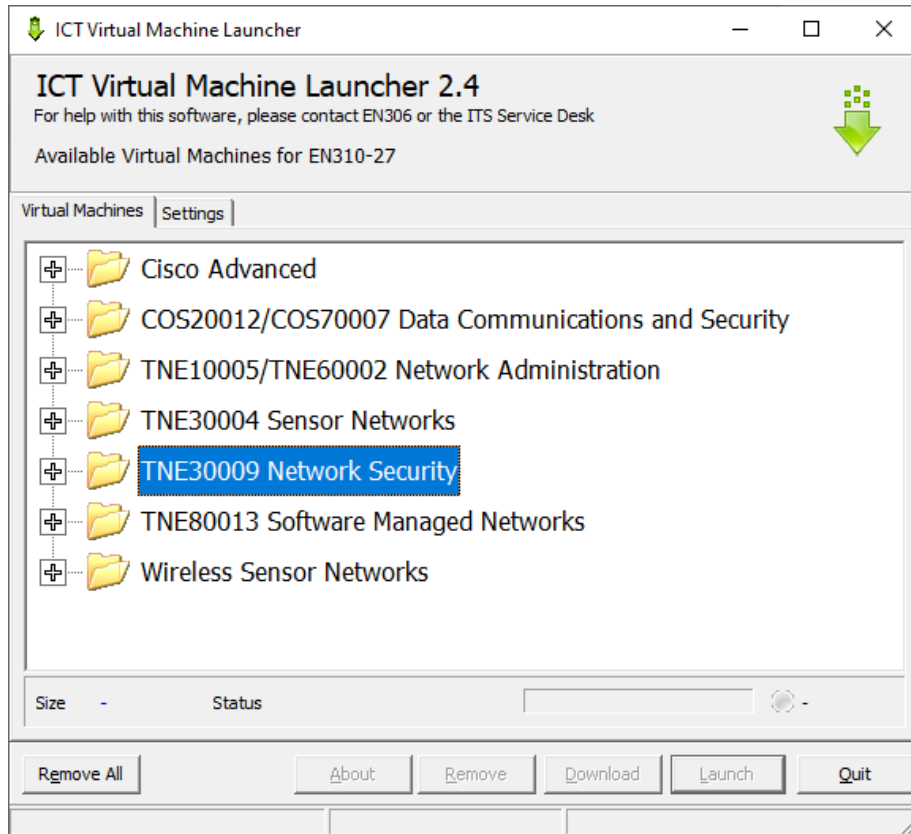 ICT Virtual Machine Launcher
ICT Virtual Machine Launcher 2.4
For help with this software, please contact EN306 or the ITS Service Desk
Available Virtual Machines for EN310-27
Virtual Machines Settings
Cisco Advanced
COS20012/COS70007 Data Communications and Security
TNE10005/TNE60002 Network Administration
TNE30004 Sensor Networks
TNE30009 Network Security
TNE80013 Software Managed Networks
Wireless Sensor Networks
Size - Status -
Remove All About Remove Download Launch Quit